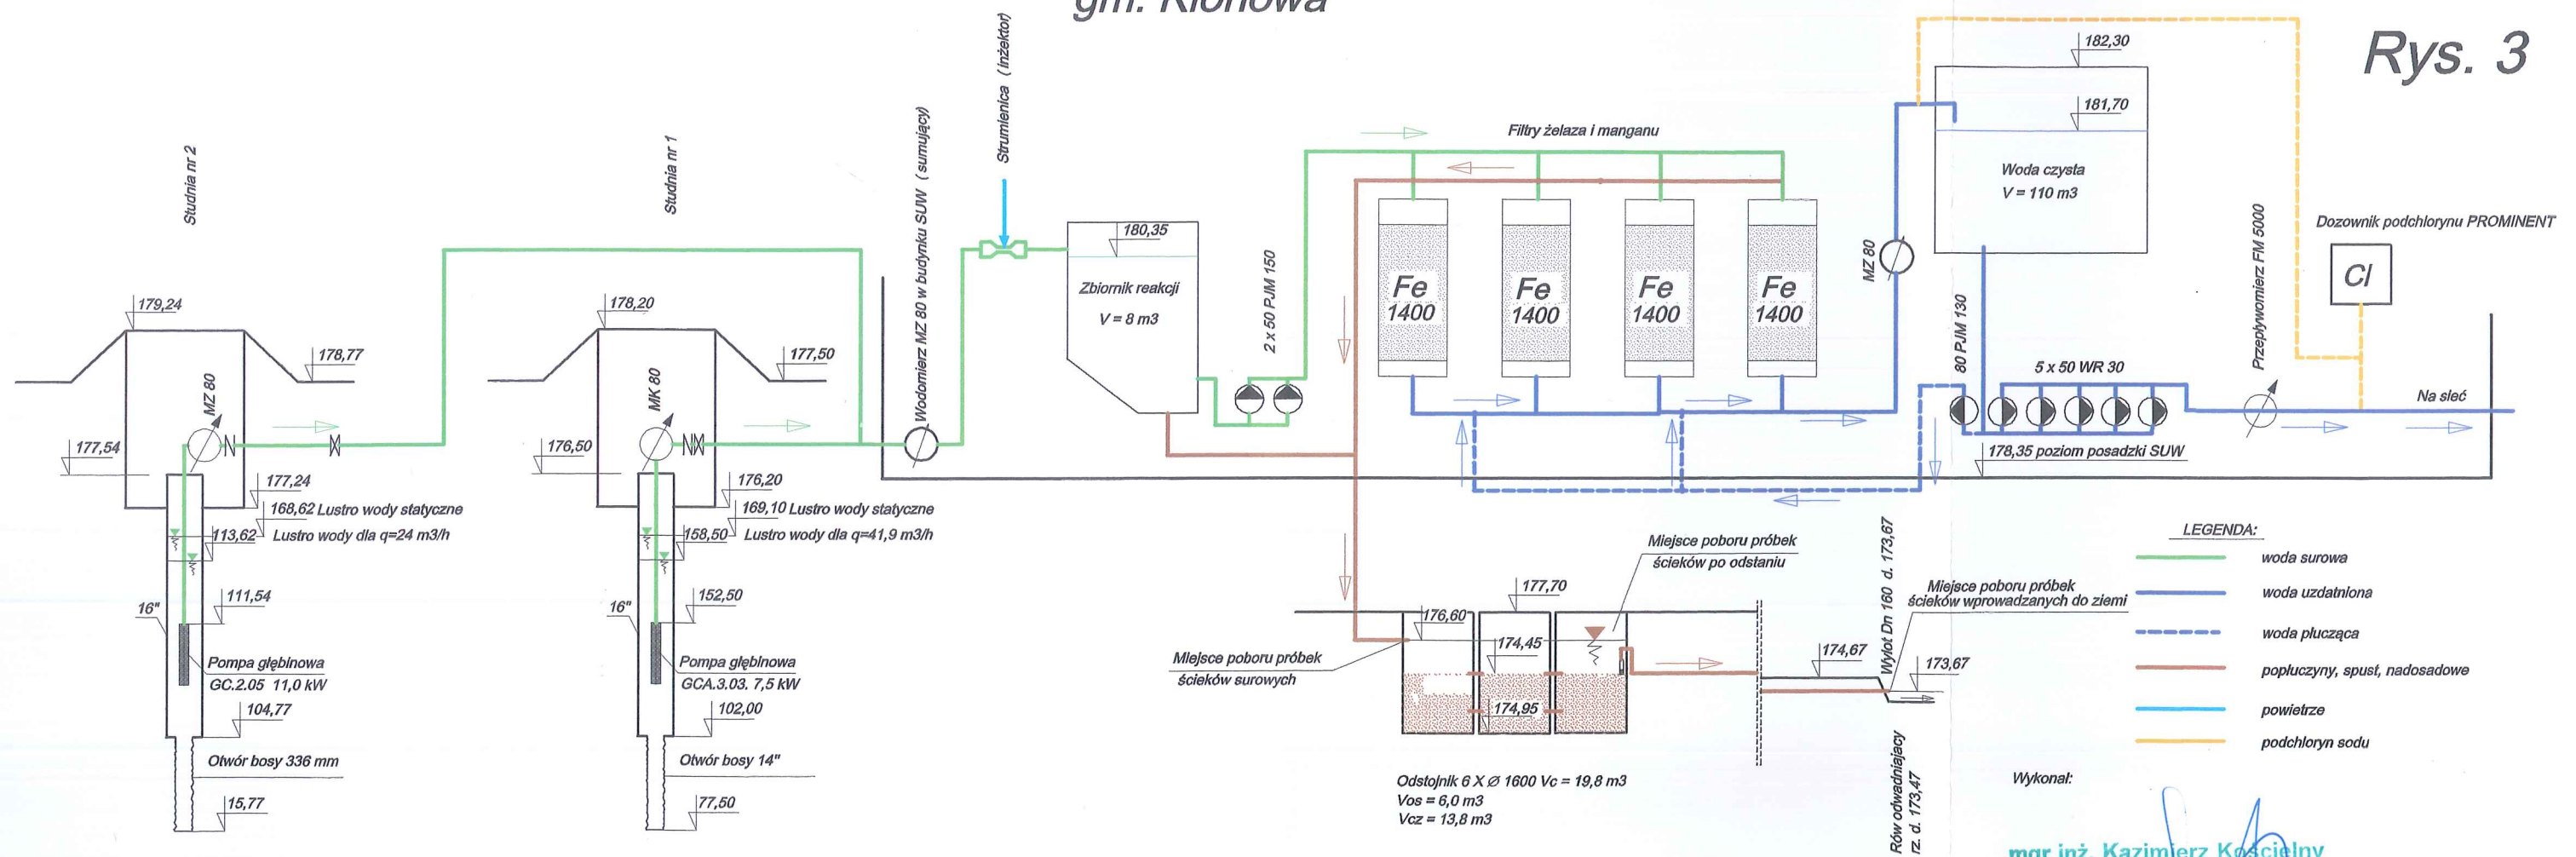 gm. Klonowa
Rys. 3
Studnia nr 2
179,24
178,77
MZ 80
177,54
177,24
168,62 Lustro wody statyczne
113,62 Lustro wody dla q=24 m3/h
111,54
16"
Pompa głębinowa
GC.2.05 11,0 kW
104,77
Otwór bosy 336 mm
15,77
Studnia nr 1
178,20
177,50
MK 80
176,50
176,20
169,10 Lustro wody statyczne
158,50 Lustro wody dla q=41,9 m3/h
152,50
16"
Pompa głębinowa
GCA.3.03. 7,5 kW
102,00
Otwór bosy 14"
77,50
Wodomierz MZ 80 w budynku SUW ( sumujący)
Strumienica ( inżektor)
180,35
Zbiornik reakcji
V = 8 m3
2 x 50 PJM 150
Filtry żelaza i manganu
Fe
1400
Fe
1400
Fe
1400
Fe
1400
MZ 80
182,30
181,70
Woda czysta
V = 110 m3
80 PJM 130
5 x 50 WR 30
178,35 poziom posadzki SUW
Przepływomierz FM 5000
Dozownik podchlorynu PROMINENT
Cl
Na sieć
Miejsce poboru próbek
ścieków surowych
176,60
177,70
174,45
174,95
Miejsce poboru próbek
ścieków po odstaniu
Odstojnik 6 X Ø 1600 Vc = 19,8 m3
Vos = 6,0 m3
Vcz = 13,8 m3
174,67
Wylot Dn 160 d. 173,67
173,67
Miejsce poboru próbek
ścieków wprowadzanych do ziemi
Rów odwadniający
rz. d. 173,47
LEGENDA:
woda surowa
woda uzdatniona
woda płucząca
popłuczyny, spust, nadosadowe
powietrze
podchloryn sodu
Wykonał:
mgr inż. Kazimierz Kościelny